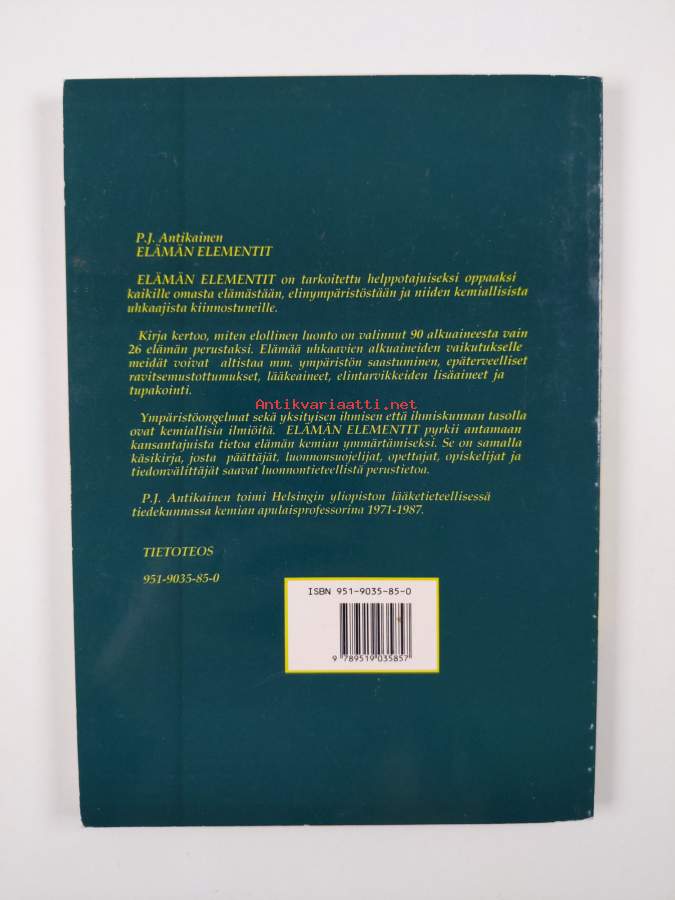 P.J. Antikainen
ELÄMÄN ELEMENTIT
ELÄMÄN ELEMENTIT on tarkoitettu helppotajuiseksi oppaaksi
kaikille omasta elämästään, elinympäristöstään ja niiden kemiallisista
uhkaajista kiinnostuneille.
Kirja kertoo, miten elollinen luonto on valinnut 90 alkuaineesta vain
26 elämän perustaksi. Elämää uhkaavien alkuaineiden vaikutukselle
meidät voivat altistaa mm. ympäristön saastuminen, epäterveelliset
ravitsemustottumukset, lääkeaineet, elintarvikkeiden lisäaineet ja
tupakointi.
Antikvariaatti.net
Ympäristöongelmat sekä yksityisen ihmisen että ihmiskunnan tasolla
ovat kemiallisia ilmiöitä. ELÄMÄN ELEMENTIT pyrkii antamaan
kansantajuista tietoa elämän kemian ymmärtämiseksi. Se on samalla
käsikirja, josta päättäjät, luonnonsuojelijat, opettajat, opiskelijat ja
tiedonvälittäjät saavat luonnontieteellistä perustietoa.
P.J. Antikainen toimi Helsingin yliopiston lääketieteellisessä
tiedekunnassa kemian apulaisprofessorina 1971-1987.
TIETOTEOS
951-9035-85-0
ISBN 951-9035-85-0
9 789519 035857